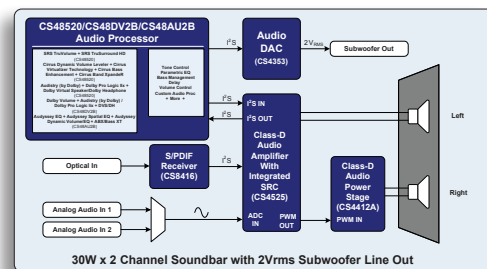 CS48520/CS48DV2B/CS48AU2B
Audio Processor
SRS TruVolume + SRS TruSurround HD
(CS48520)
Cirrus Dynamic Volume Leveler + Cirrus
Virtualizer Technology + Cirrus Bass
Enhancement + Cirrus Band XpandeR
(CS48520)
Audistry (by Dolby) + Dolby Pro Logic IIx +
Dolby Virtual Speaker/Dolby Headphone
(CS48520)
Dolby Volume + Audistry (by Dolby) /
Dolby Pro Logic IIx + DVS/DH
(CS48DV2B)
Audyssey EQ + Audyssey Spatial EQ + Audyssey
Dynamic Volume/EQ + ABX/Bass XT
(CS48AU2B)
Tone Control
Parametric EQ
Bass Management
Delay
Volume Control
Custom Audio Proc
+ More +
I²S
Audio
DAC
(CS4353)
2VRMS
Subwoofer Out
I²S IN
I²S OUT
Left
Optical In
S/PDIF
Receiver
(CS8416)
I²S
Class-D
Audio
Amplifier
With
Integrated
SRC
(CS4525)
Class-D
Audio
Power
Stage
(CS4412A)
Right
Analog Audio In 1
Analog Audio In 2
ADC
IN
PWM
OUT
PWM IN
30W x 2 Channel Soundbar with 2Vrms Subwoofer Line Out